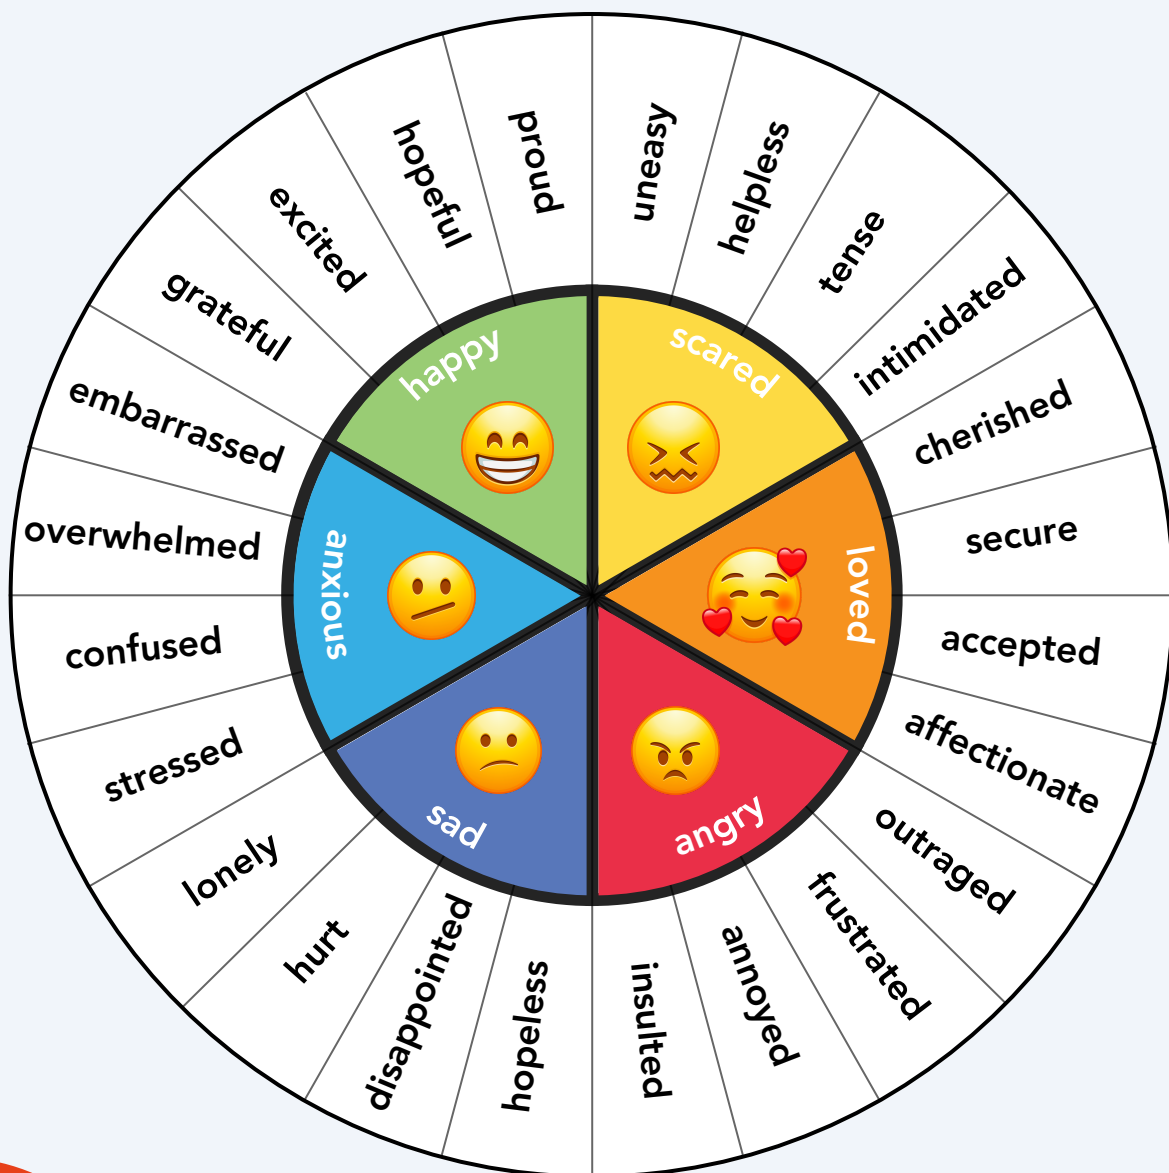 uneasy
helpless
tense
intimidated
cherished
secure
accepted
affectionate
outraged
frustrated
annoyed
insulted
hopeless
disappointed
hurt
lonely
stressed
confused
overwhelmed
embarrassed
grateful
excited
hopeful
proud
scared
loved
angry
sad
anxious
happy